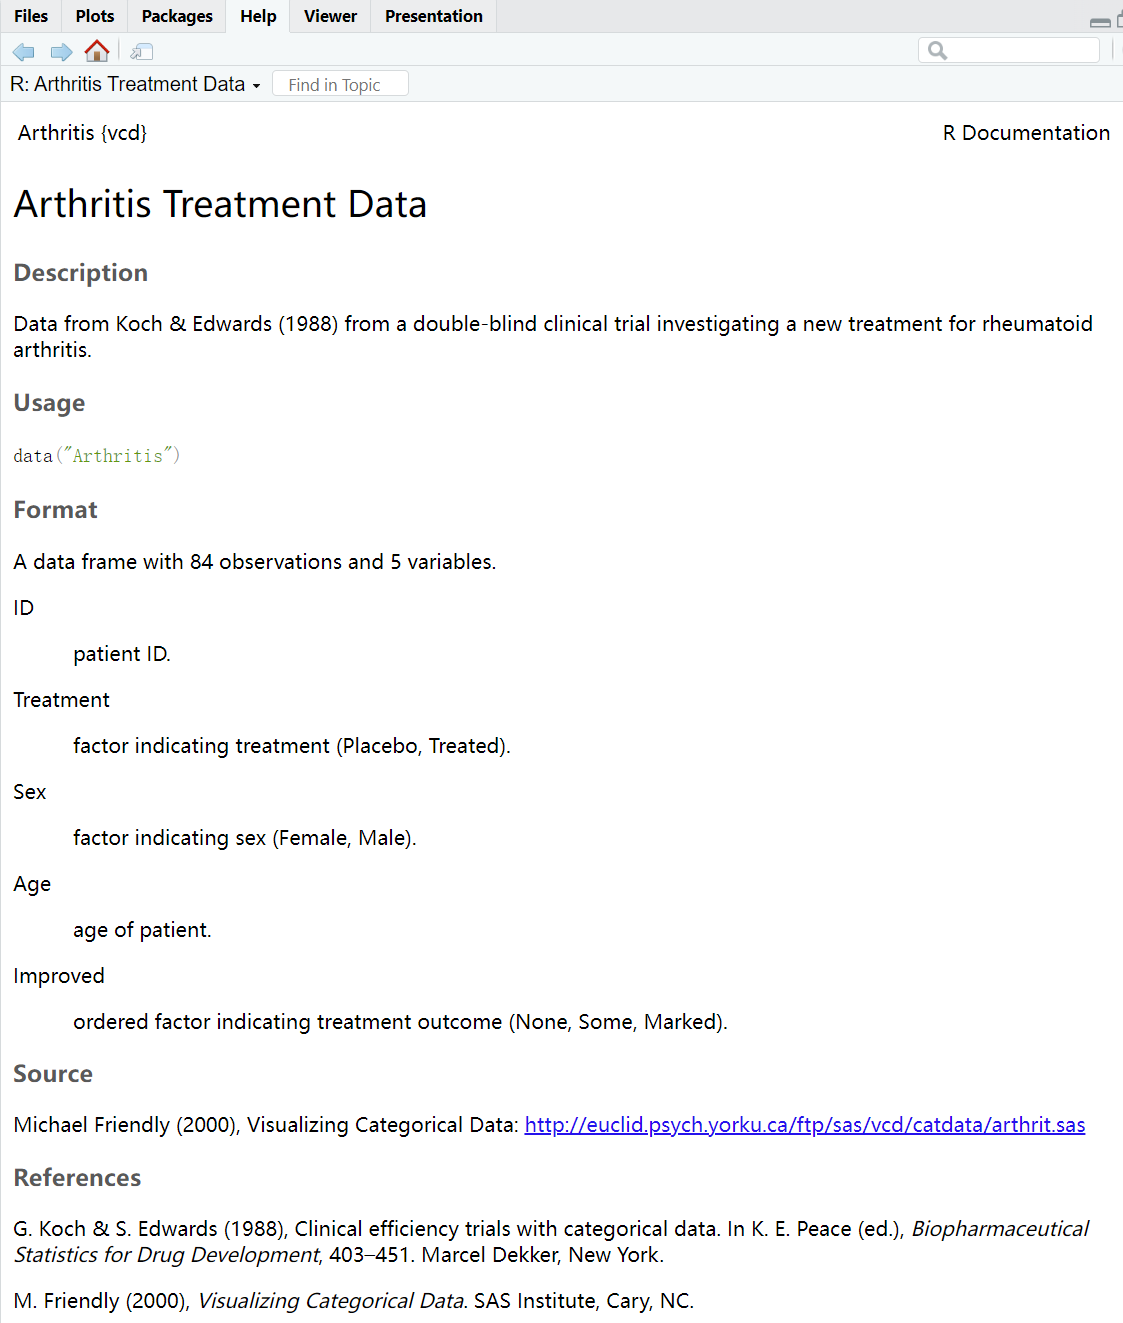 Files Plots Packages Help Viewer Presentation
R: Arthritis Treatment Data Find in Topic
Arthritis {vcd} R Documentation
Arthritis Treatment Data
Description
Data from Koch & Edwards (1988) from a double-blind clinical trial investigating a new treatment for rheumatoid
arthritis.
Usage
data("Arthritis")
Format
A data frame with 84 observations and 5 variables.
ID
patient ID.
Treatment
factor indicating treatment (Placebo, Treated).
Sex
factor indicating sex (Female, Male).
Age
age of patient.
Improved
ordered factor indicating treatment outcome (None, Some, Marked).
Source
Michael Friendly (2000), Visualizing Categorical Data: http://euclid.psych.yorku.ca/ftp/sas/vcd/catdata/arthrit.sas
References
G. Koch & S. Edwards (1988), Clinical efficiency trials with categorical data. In K. E. Peace (ed.), Biopharmaceutical
Statistics for Drug Development, 403–451. Marcel Dekker, New York.
M. Friendly (2000), Visualizing Categorical Data. SAS Institute, Cary, NC.